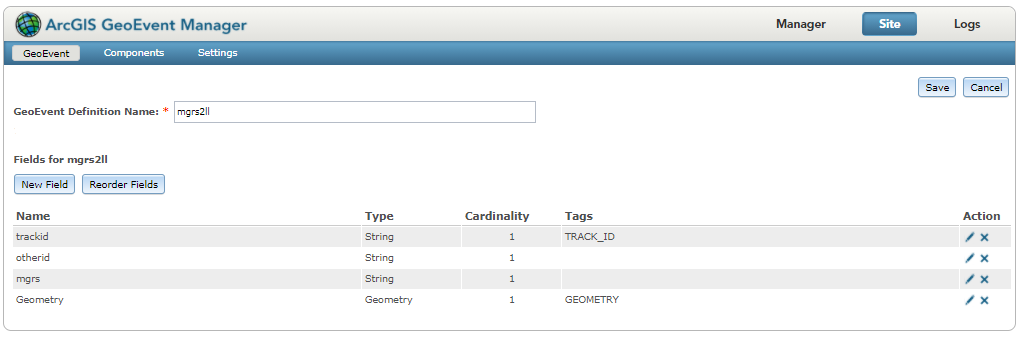 ArcGIS GeoEvent Manager Manager Site Logs
GeoEvent Components Settings
Save Cancel
GeoEvent Definition Name: * mgrs2ll
Fields for mgrs2ll
New Field Reorder Fields
Name Type Cardinality Tags Action
trackid String 1 TRACK_ID
otherid String 1
mgrs String 1
Geometry Geometry 1 GEOMETRY